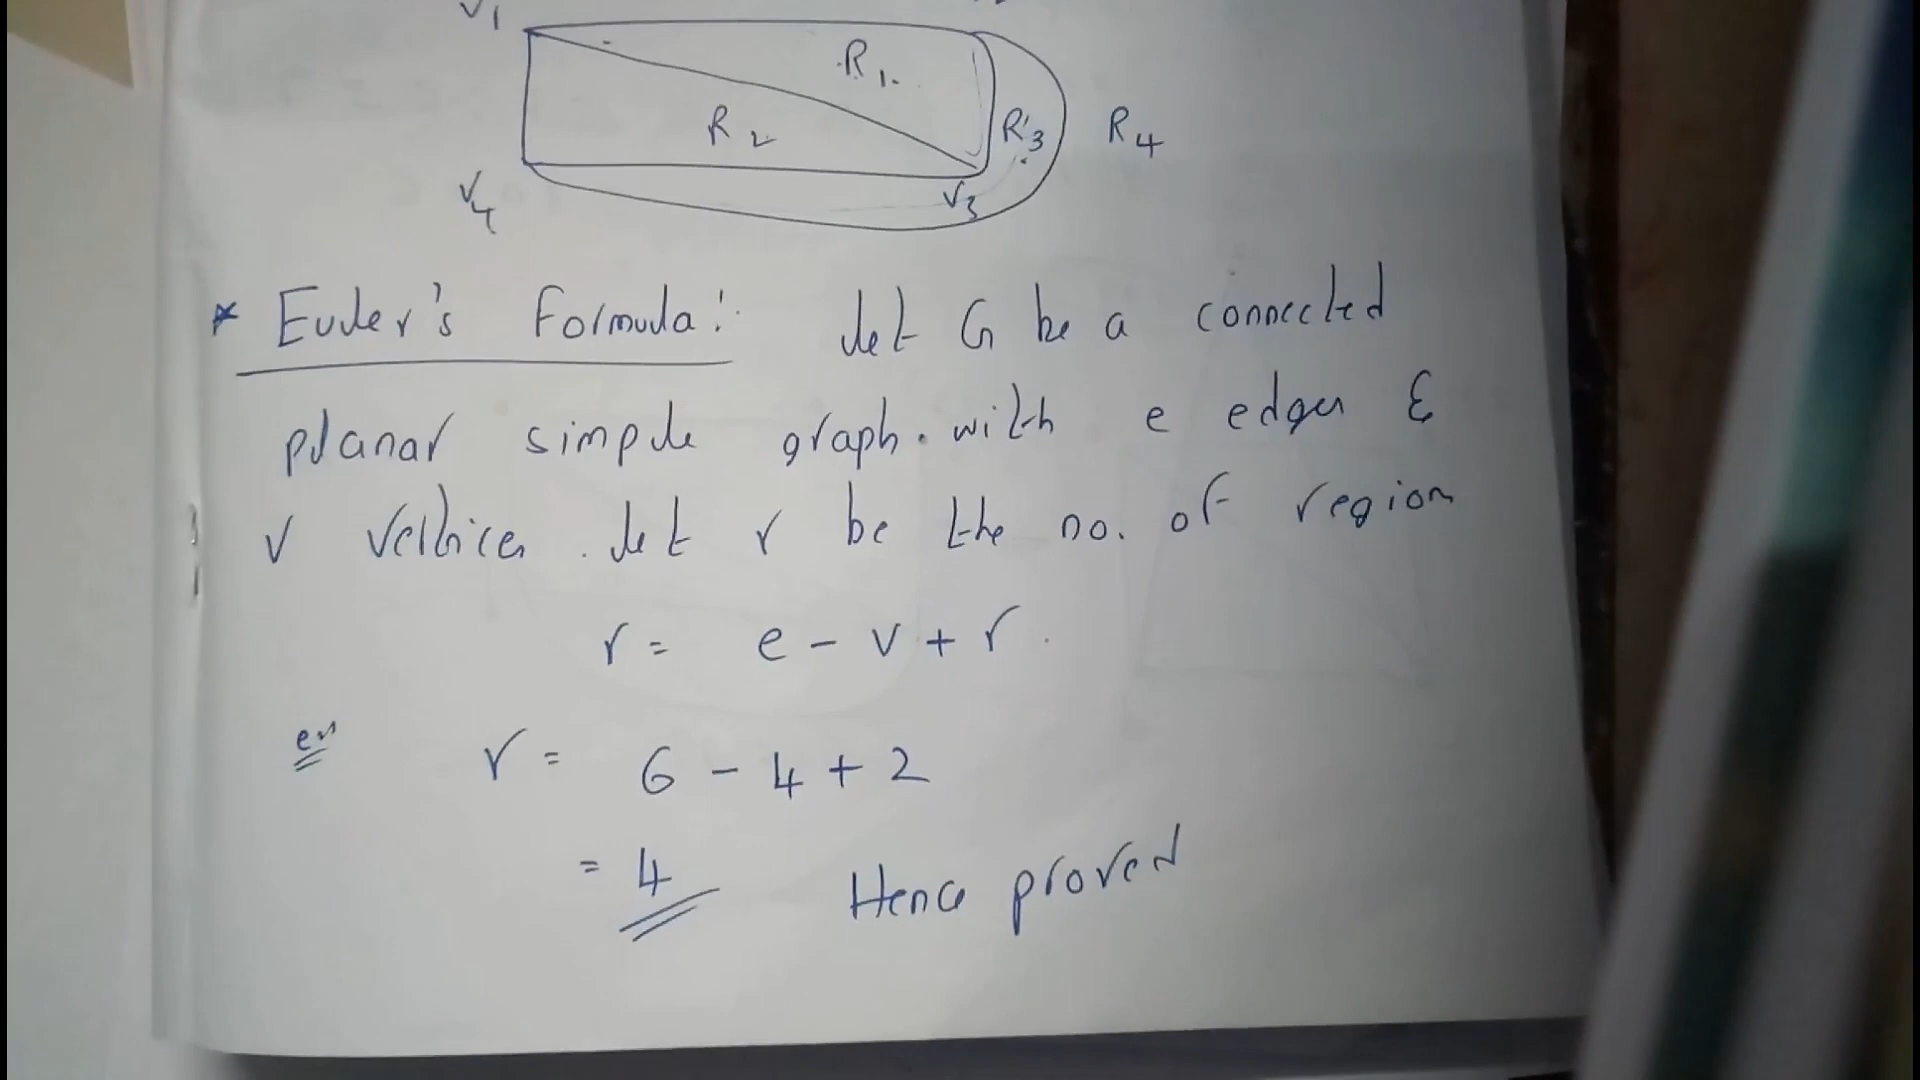 V1
R1.
R2
R3
R4
V4
V3
* Euler's Formula: Let G be a connected
planar simple graph. with e edges &
v vertices. Let r be the no. of region
r = e - v + r.
ex r = 6 - 4 + 2
= 4 Hence proved